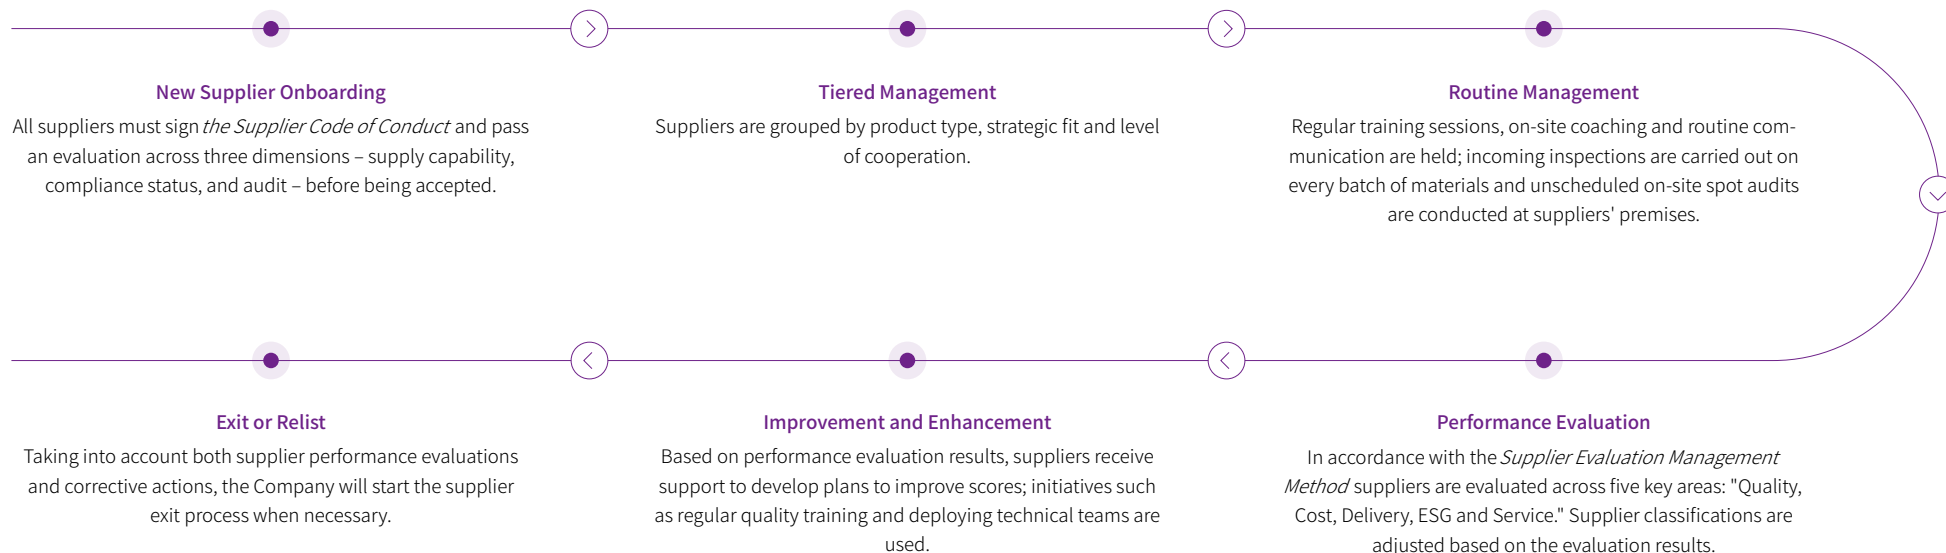 New Supplier Onboarding
All suppliers must sign the Supplier Code of Conduct and pass
an evaluation across three dimensions – supply capability,
compliance status, and audit – before being accepted.
Tiered Management
Suppliers are grouped by product type, strategic fit and level
of cooperation.
Routine Management
Regular training sessions, on-site coaching and routine com-
munication are held; incoming inspections are carried out on
every batch of materials and unscheduled on-site spot audits
are conducted at suppliers' premises.
Performance Evaluation
In accordance with the Supplier Evaluation Management
Method suppliers are evaluated across five key areas: "Quality,
Cost, Delivery, ESG and Service." Supplier classifications are
adjusted based on the evaluation results.
Improvement and Enhancement
Based on performance evaluation results, suppliers receive
support to develop plans to improve scores; initiatives such
as regular quality training and deploying technical teams are
used.
Exit or Relist
Taking into account both supplier performance evaluations
and corrective actions, the Company will start the supplier
exit process when necessary.